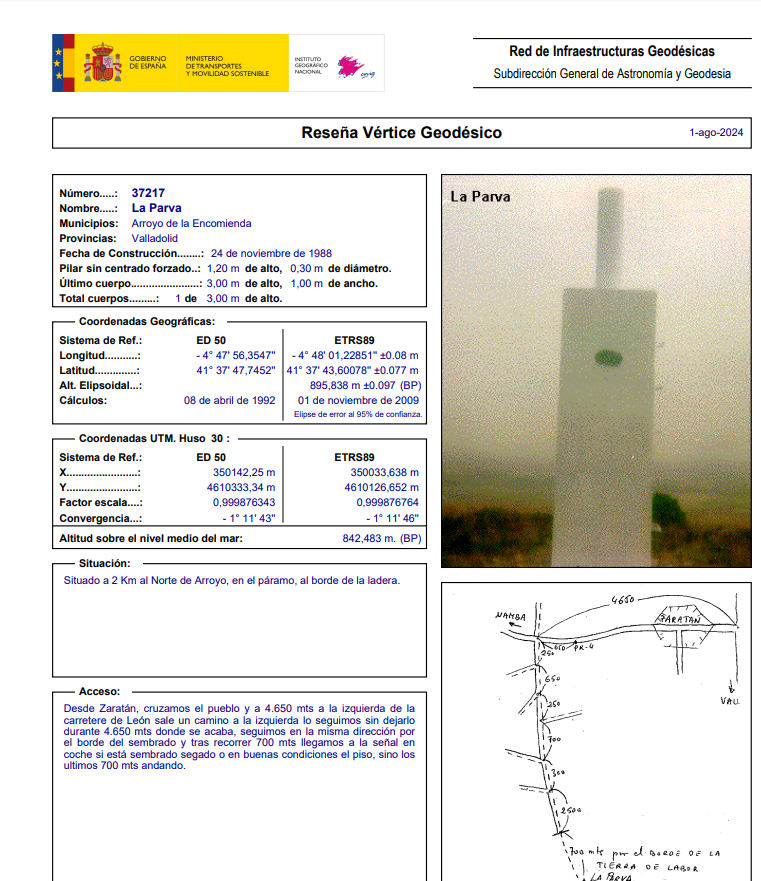 GOBIERNO
DE ESPAÑA
MINISTERIO
DE TRANSPORTES
Y MOVILIDAD SOSTENIBLE
INSTITUTO
GEOGRÁFICO
NACIONAL
cnig
Red de Infraestructuras Geodésicas
Subdirección General de Astronomía y Geodesia
Reseña Vértice Geodésico
1-ago-2024
Número.....: 37217
Nombre.....: La Parva
Municipios: Arroyo de la Encomienda
Provincias: Valladolid
Fecha de Construcción........: 24 de noviembre de 1988
Pilar sin centrado forzado..: 1,20 m de alto, 0,30 m de diámetro.
Último cuerpo......................: 3,00 m de alto, 1,00 m de ancho.
Total cuerpos.........: 1 de 3,00 m de alto.
Coordenadas Geográficas:
Sistema de Ref.: ED 50 ETRS89
Longitud...........: - 4° 47' 56,3547" - 4° 48' 01,22851" ±0.08 m
Latitud.............: 41° 37' 47,7452" 41° 37' 43,60078" ±0.077 m
Alt. Elipsoidal...: 895,838 m ±0.097 (BP)
Cálculos: 08 de abril de 1992 01 de noviembre de 2009
Elipse de error al 95% de confianza.
Coordenadas UTM. Huso 30 :
Sistema de Ref.: ED 50 ETRS89
X.......................: 350142,25 m 350033,638 m
Y.......................: 4610333,34 m 4610126,652 m
Factor escala....: 0,999876343 0,999876764
Convergencia...: - 1° 11' 43" - 1° 11' 46"
Altitud sobre el nivel medio del mar: 842,483 m. (BP)
Situación:
Situado a 2 Km al Norte de Arroyo, en el páramo, al borde de la ladera.
Acceso:
Desde Zaratán, cruzamos el pueblo y a 4.650 mts a la izquierda de la
carretere de León sale un camino a la izquierda lo seguimos sin dejarlo
durante 4.650 mts donde se acaba, seguimos en la misma dirección por
el borde del sembrado y tras recorrer 700 mts llegamos a la señal en
coche si está sembrado segado o en buenas condiciones el piso, sino los
ultimos 700 mts andando.
La Parva
4650
WAMBA
ZARATAN
250
650
PK-4
650
250
VALL
700
300
2500
700 mts por el BORDE DE LA
TIERRA DE LABOR
LA PARVA